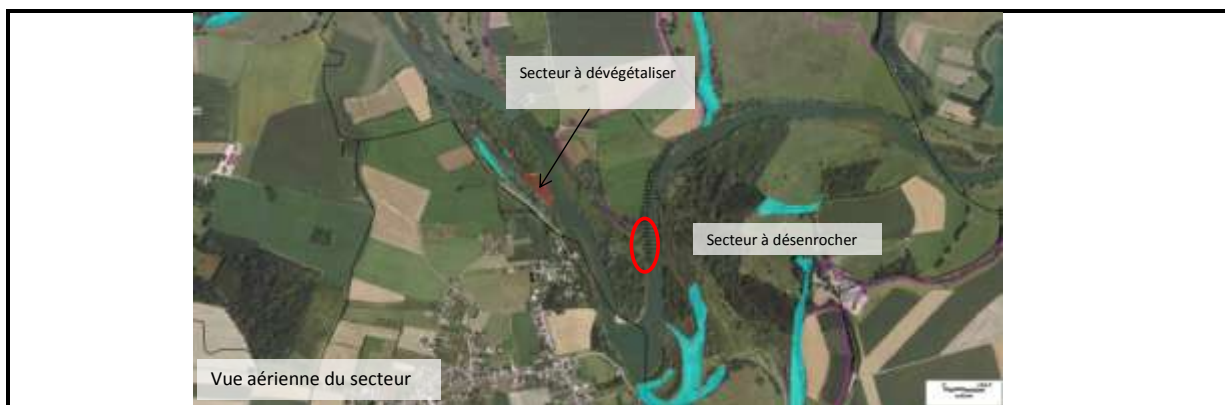 Secteur à dévégétaliser
Secteur à désenrocher
Vue aérienne du secteur